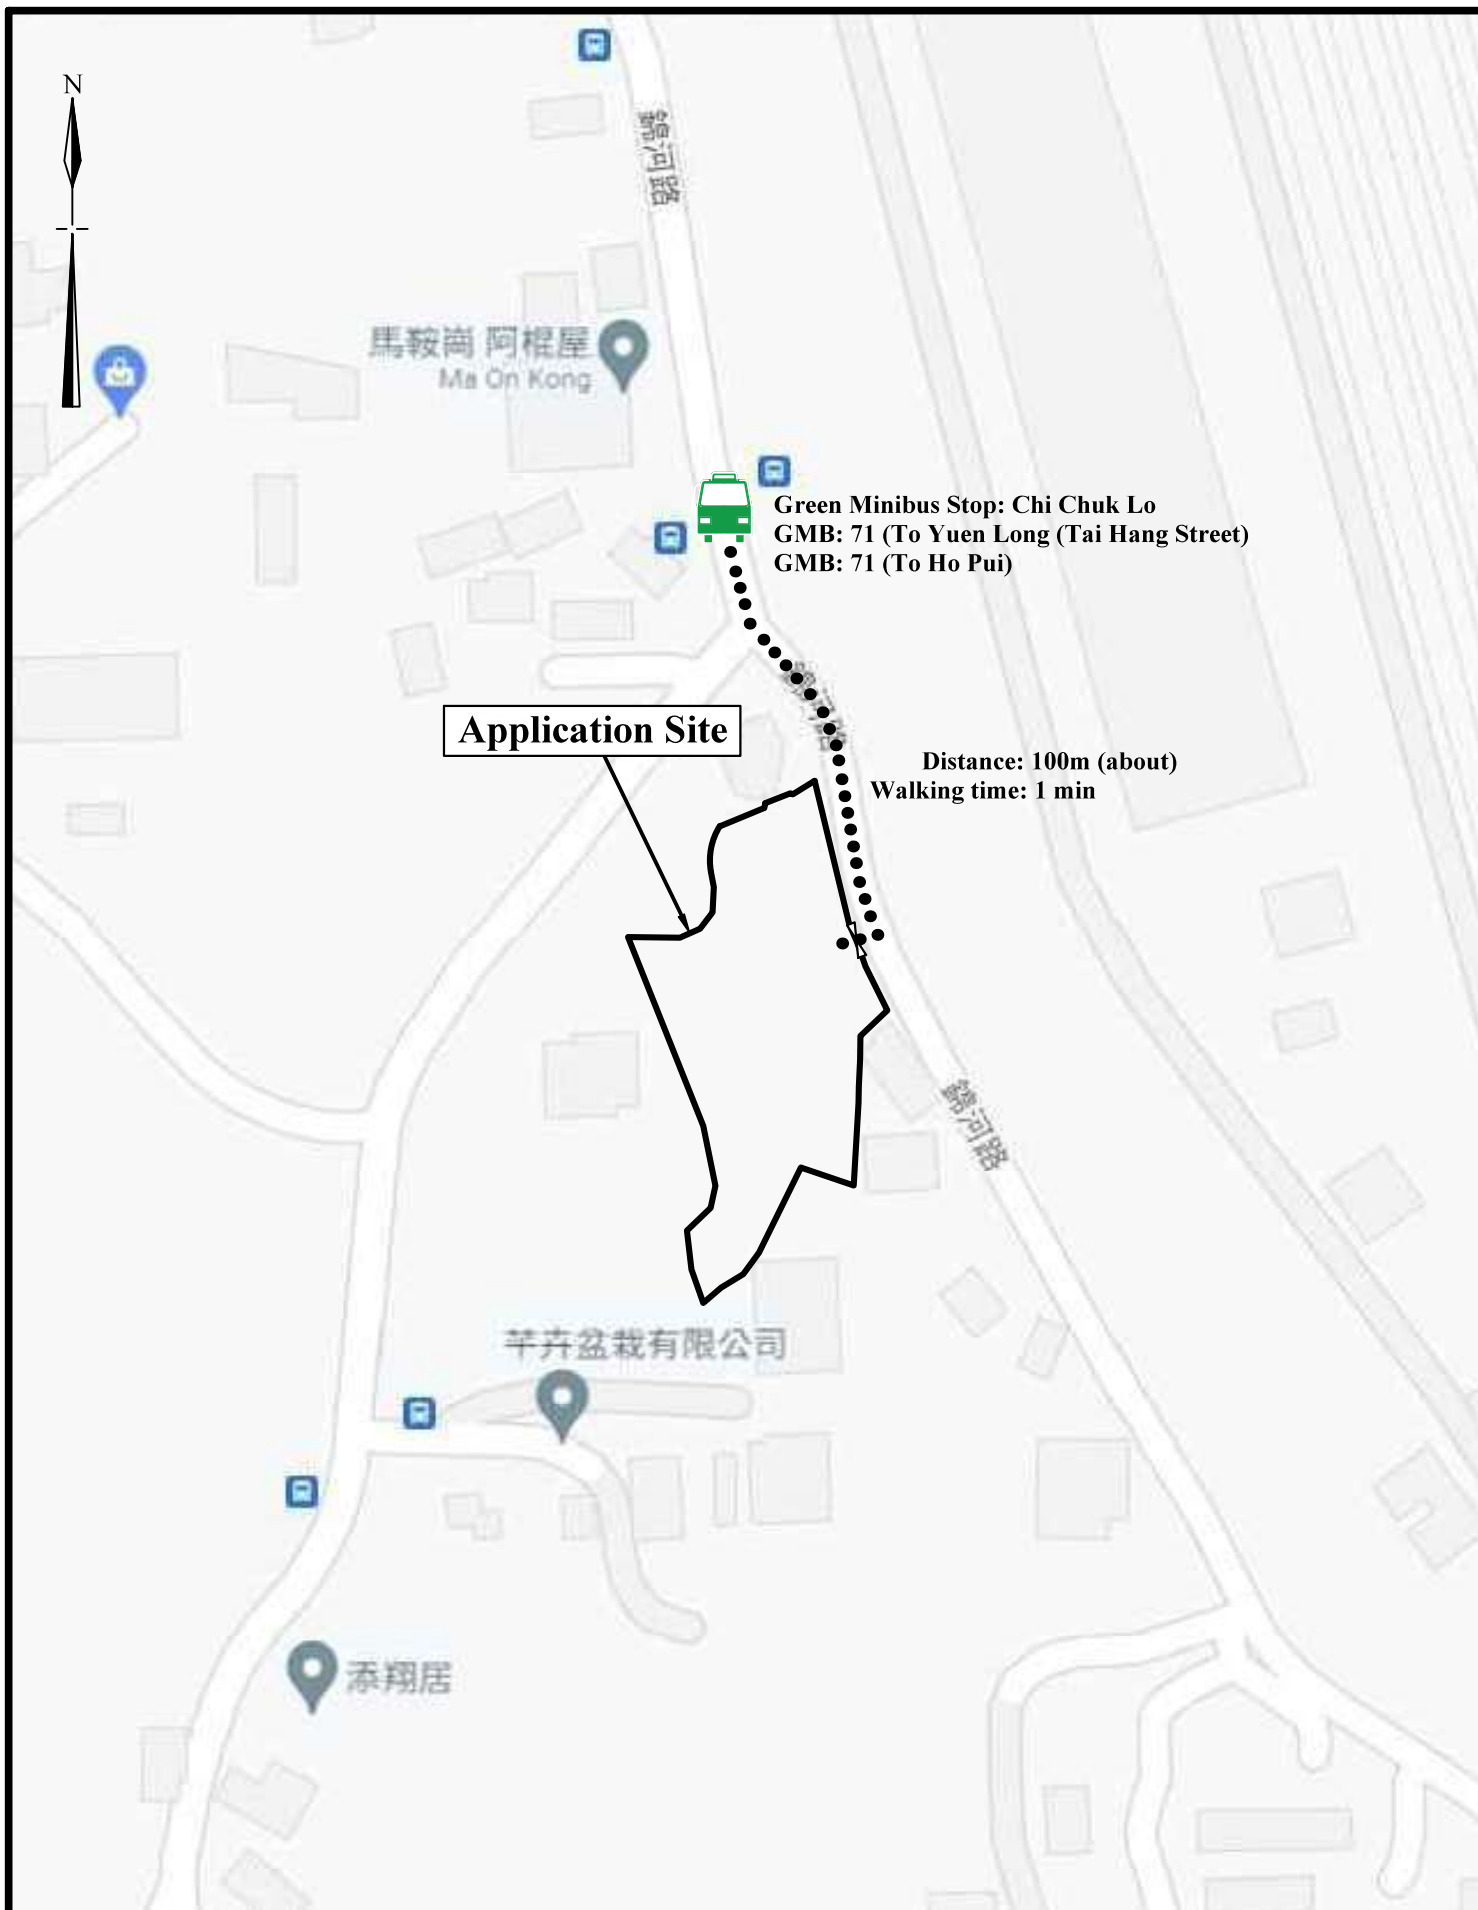 N
錦河路
馬鞍崗 阿棍屋
Ma On Kong
Green Minibus Stop: Chi Chuk Lo
GMB: 71 (To Yuen Long (Tai Hang Street)
GMB: 71 (To Ho Pui)
Application Site
Distance: 100m (about)
Walking time: 1 min
錦河路
芊卉盆栽有限公司
添翔居